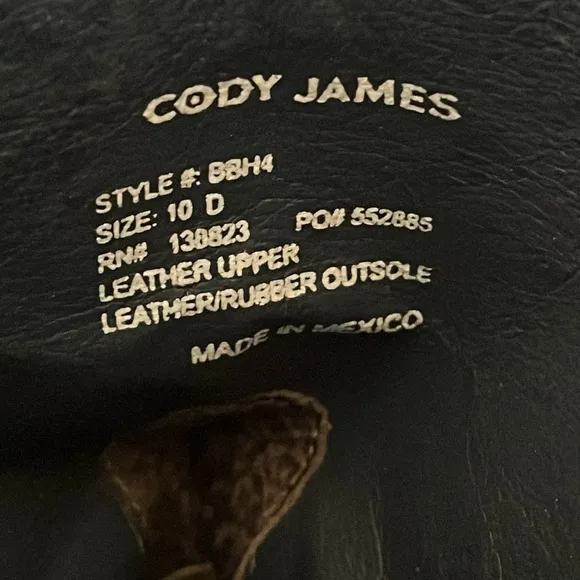 CODY JAMES
STYLE #: BBH4
SIZE: 10 D
RN# 138823 PO# 552885
LEATHER UPPER
LEATHER/RUBBER OUTSOLE
MADE IN MEXICO